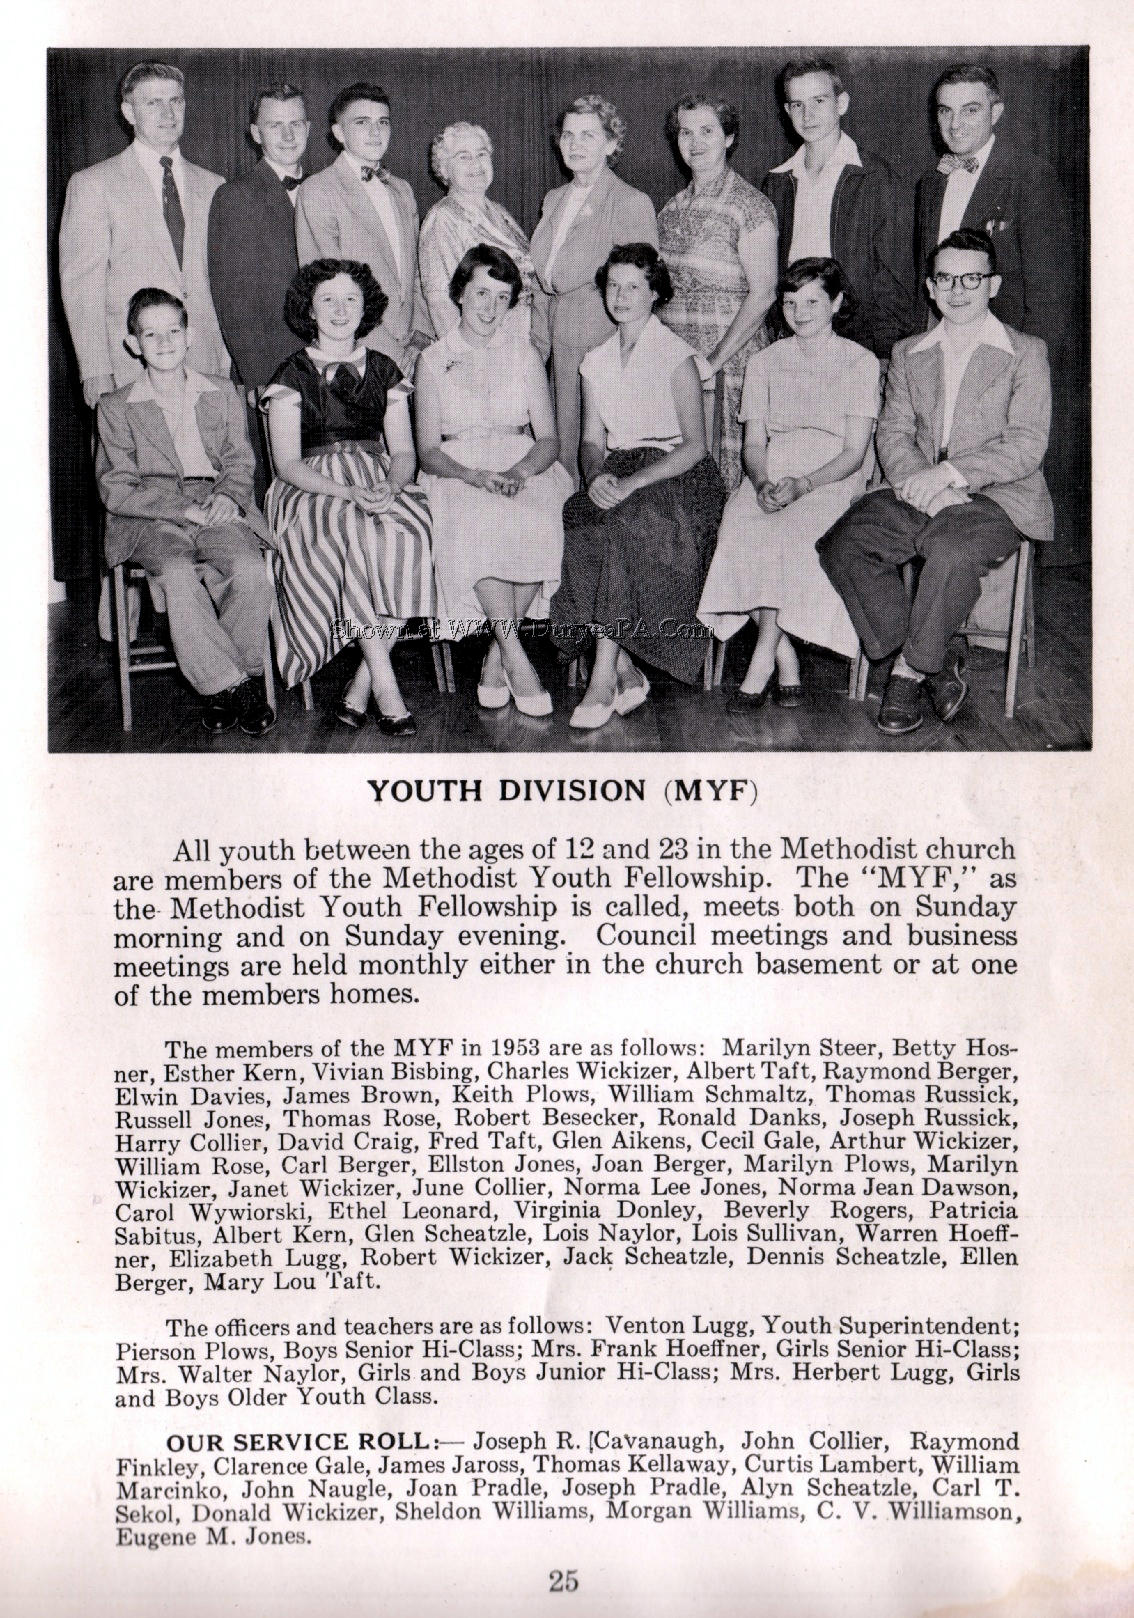 Shown at WWW.DuryeaPA.Com
YOUTH DIVISION (MYF)
All youth between the ages of 12 and 23 in the Methodist church
are members of the Methodist Youth Fellowship. The "MYF," as
the Methodist Youth Fellowship is called, meets both on Sunday
morning and on Sunday evening. Council meetings and business
meetings are held monthly either in the church basement or at one
of the members homes.
The members of the MYF in 1953 are as follows: Marilyn Steer, Betty Hos-
ner, Esther Kern, Vivian Bisbing, Charles Wickizer, Albert Taft, Raymond Berger,
Elwin Davies, James Brown, Keith Plows, William Schmaltz, Thomas Russick,
Russell Jones, Thomas Rose, Robert Besecker, Ronald Danks, Joseph Russick,
Harry Collier, David Craig, Fred Taft, Glen Aikens, Cecil Gale, Arthur Wickizer,
William Rose, Carl Berger, Ellston Jones, Joan Berger, Marilyn Plows, Marilyn
Wickizer, Janet Wickizer, June Collier, Norma Lee Jones, Norma Jean Dawson,
Carol Wywiorski, Ethel Leonard, Virginia Donley, Beverly Rogers, Patricia
Sabitus, Albert Kern, Glen Scheatzle, Lois Naylor, Lois Sullivan, Warren Hoeff-
ner, Elizabeth Lugg, Robert Wickizer, Jack Scheatzle, Dennis Scheatzle, Ellen
Berger, Mary Lou Taft.
The officers and teachers are as follows: Venton Lugg, Youth Superintendent;
Pierson Plows, Boys Senior Hi-Class; Mrs. Frank Hoeffner, Girls Senior Hi-Class;
Mrs. Walter Naylor, Girls and Boys Junior Hi-Class; Mrs. Herbert Lugg, Girls
and Boys Older Youth Class.
OUR SERVICE ROLL:— Joseph R. Cavanaugh, John Collier, Raymond
Finkley, Clarence Gale, James Jaross, Thomas Kellaway, Curtis Lambert, William
Marcinko, John Naugle, Joan Pradle, Joseph Pradle, Alyn Scheatzle, Carl T.
Sekol, Donald Wickizer, Sheldon Williams, Morgan Williams, C. V. Williamson,
Eugene M. Jones.
25